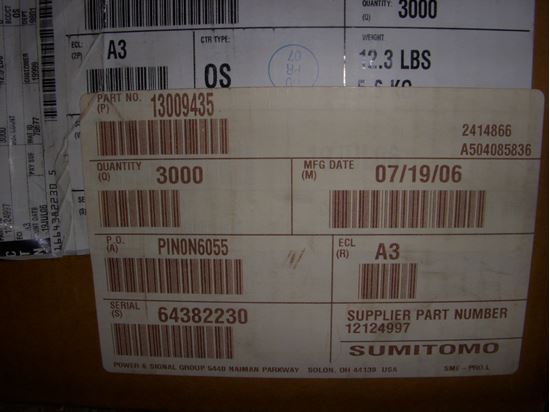 QUANTITY:
(Q)
3000
ECL:
(2P)
A3
CTR TYPE:
OS
WEIGHT
12.3 LBS
PART NO.
(P)
13009435
2414866
A504085836
QUANTITY
(Q)
3000
MFG DATE
(M)
07/19/06
P.O.
(A)
PIN0N6055
ECL
(R)
A3
SERIAL
(S)
64382230
SUPPLIER PART NUMBER
12124997
SUMITOMO
POWER & SIGNAL GROUP 5440 NAIMAN PARKWAY SOLON, OH 44139 USA